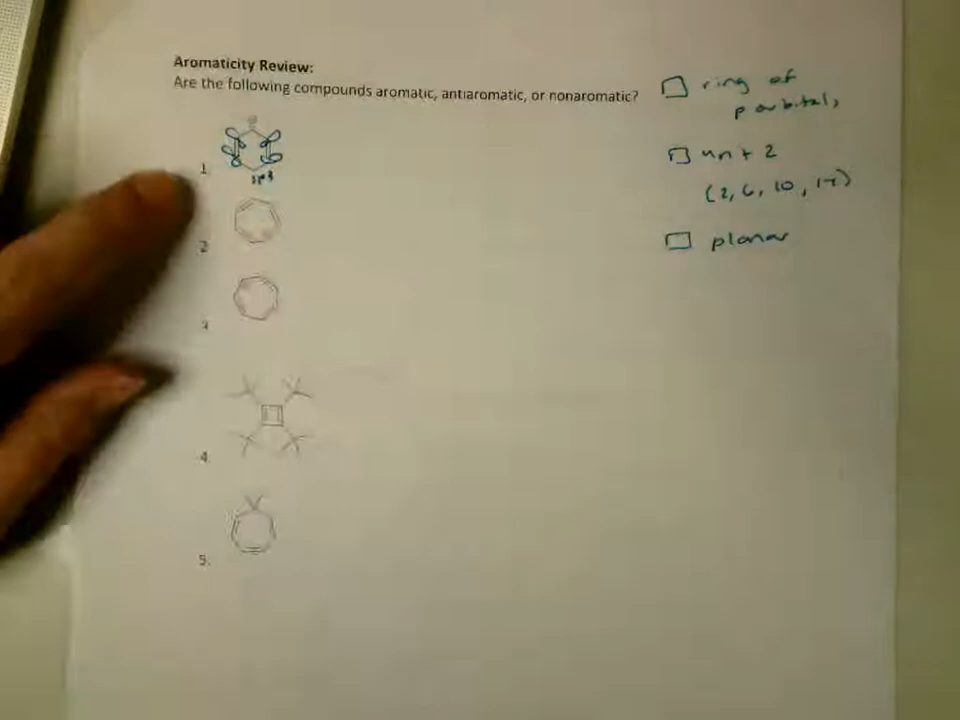 Aromaticity Review:
Are the following compounds aromatic, antiaromatic, or nonaromatic?
ring of
p orbitals
4n + 2
(2, 6, 10, 14)
planar
1.
sp3
2
3
4
5.